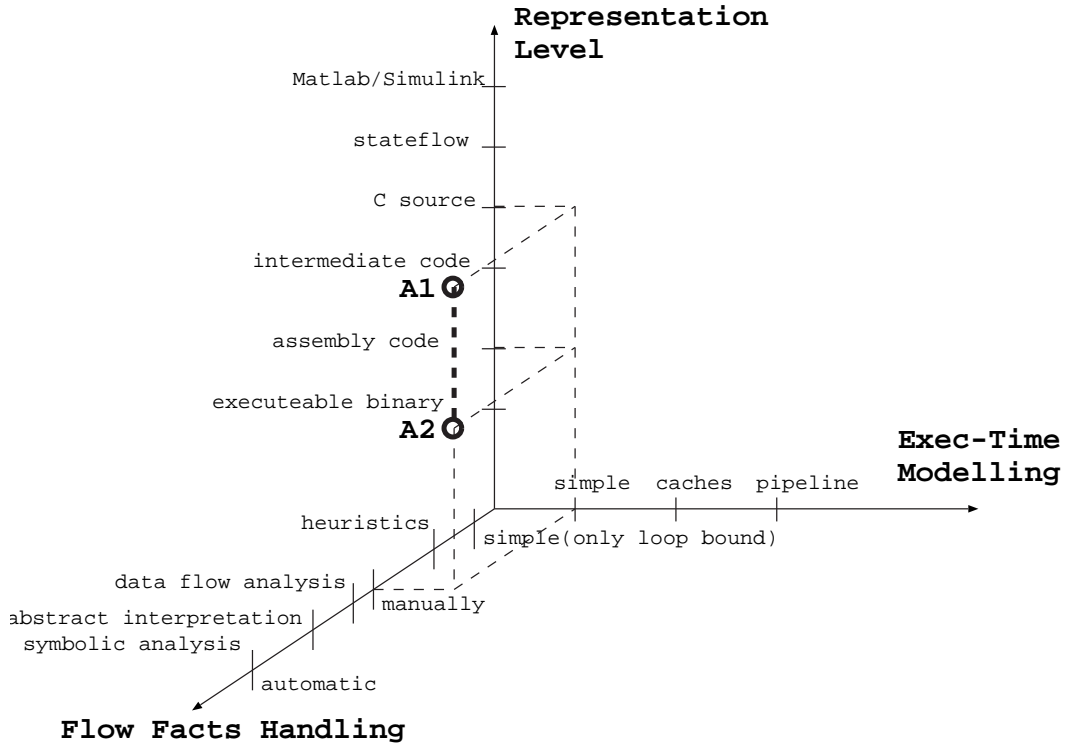 Representation
Level
Matlab/Simulink
stateflow
C source
intermediate code
A1
assembly code
executeable binary
A2
Exec-Time
Modelling
simple caches pipeline
heuristics
simple(only loop bound)
data flow analysis
manually
abstract interpretation
symbolic analysis
automatic
Flow Facts Handling